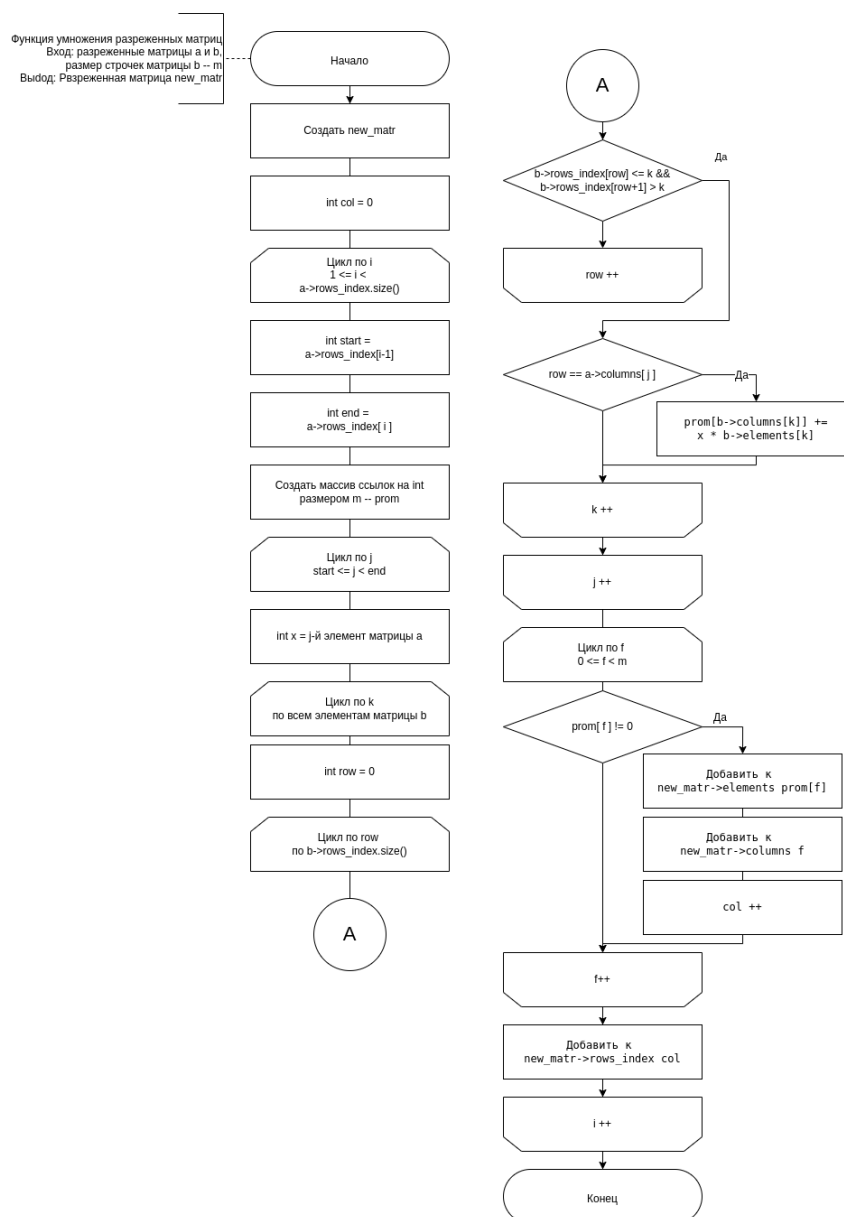 Функция умножения разреженных матриц
Вход: разреженные матрицы a и b,
размер строчек матрицы b -- m
Выdод: Рвзреженная матрица new_matr
Начало
Создать new_matr
int col = 0
Цикл по i
1 <= i <
a->rows_index.size()
int start =
a->rows_index[i-1]
int end =
a->rows_index[ i ]
Создать массив ссылок на int
размером m -- prom
Цикл по j
start <= j < end
int x = j-й элемент матрицы a
Цикл по k
по всем элементам матрицы b
int row = 0
Цикл по row
по b->rows_index.size()
A
A
b->rows_index[row] <= k &&
b->rows_index[row+1] > k
Да
row ++
row == a->columns[ j ]
Да
prom[b->columns[k]] +=
x * b->elements[k]
k ++
j ++
Цикл по f
0 <= f < m
prom[ f ] != 0
Да
Добавить к
new_matr->elements prom[f]
Добавить к
new_matr->columns f
col ++
f++
Добавить к
new_matr->rows_index col
i ++
Конец